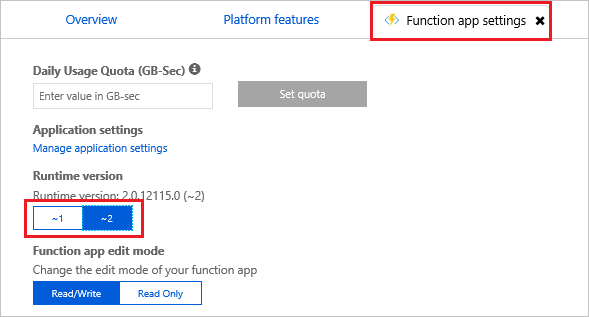 Overview
Platform features
Function app settings
Daily Usage Quota (GB-Sec)
Enter value in GB-sec
Set quota
Application settings
Manage application settings
Runtime version
Runtime version: 2.0.12115.0 (~2)
~1
~2
Function app edit mode
Change the edit mode of your function app
Read/Write
Read Only